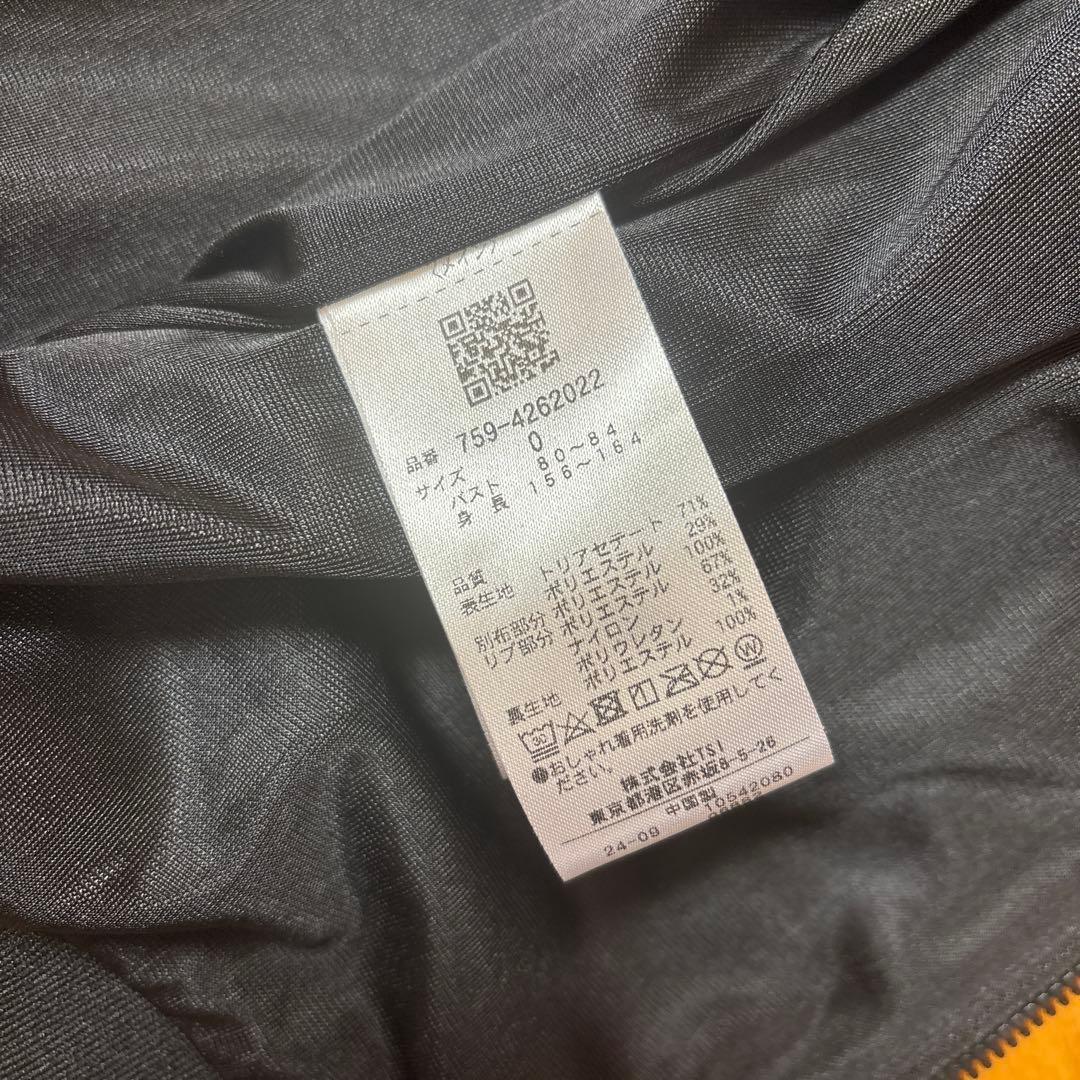 品番 759-4262022
サイズ 0
バスト 80～84
身長 156～164
品質
表生地 トリアセテート 71%
ポリエステル 29%
別布部分 ポリエステル 100%
リブ部分 ポリエステル 67%
ナイロン 32%
ポリウレタン 1%
裏生地 ポリエステル 100%
30 W
●おしゃれ着用洗剤を使用してく
ださい。
株式会社TSI
東京都港区赤坂8-5-26
中国製 10542080
24-09